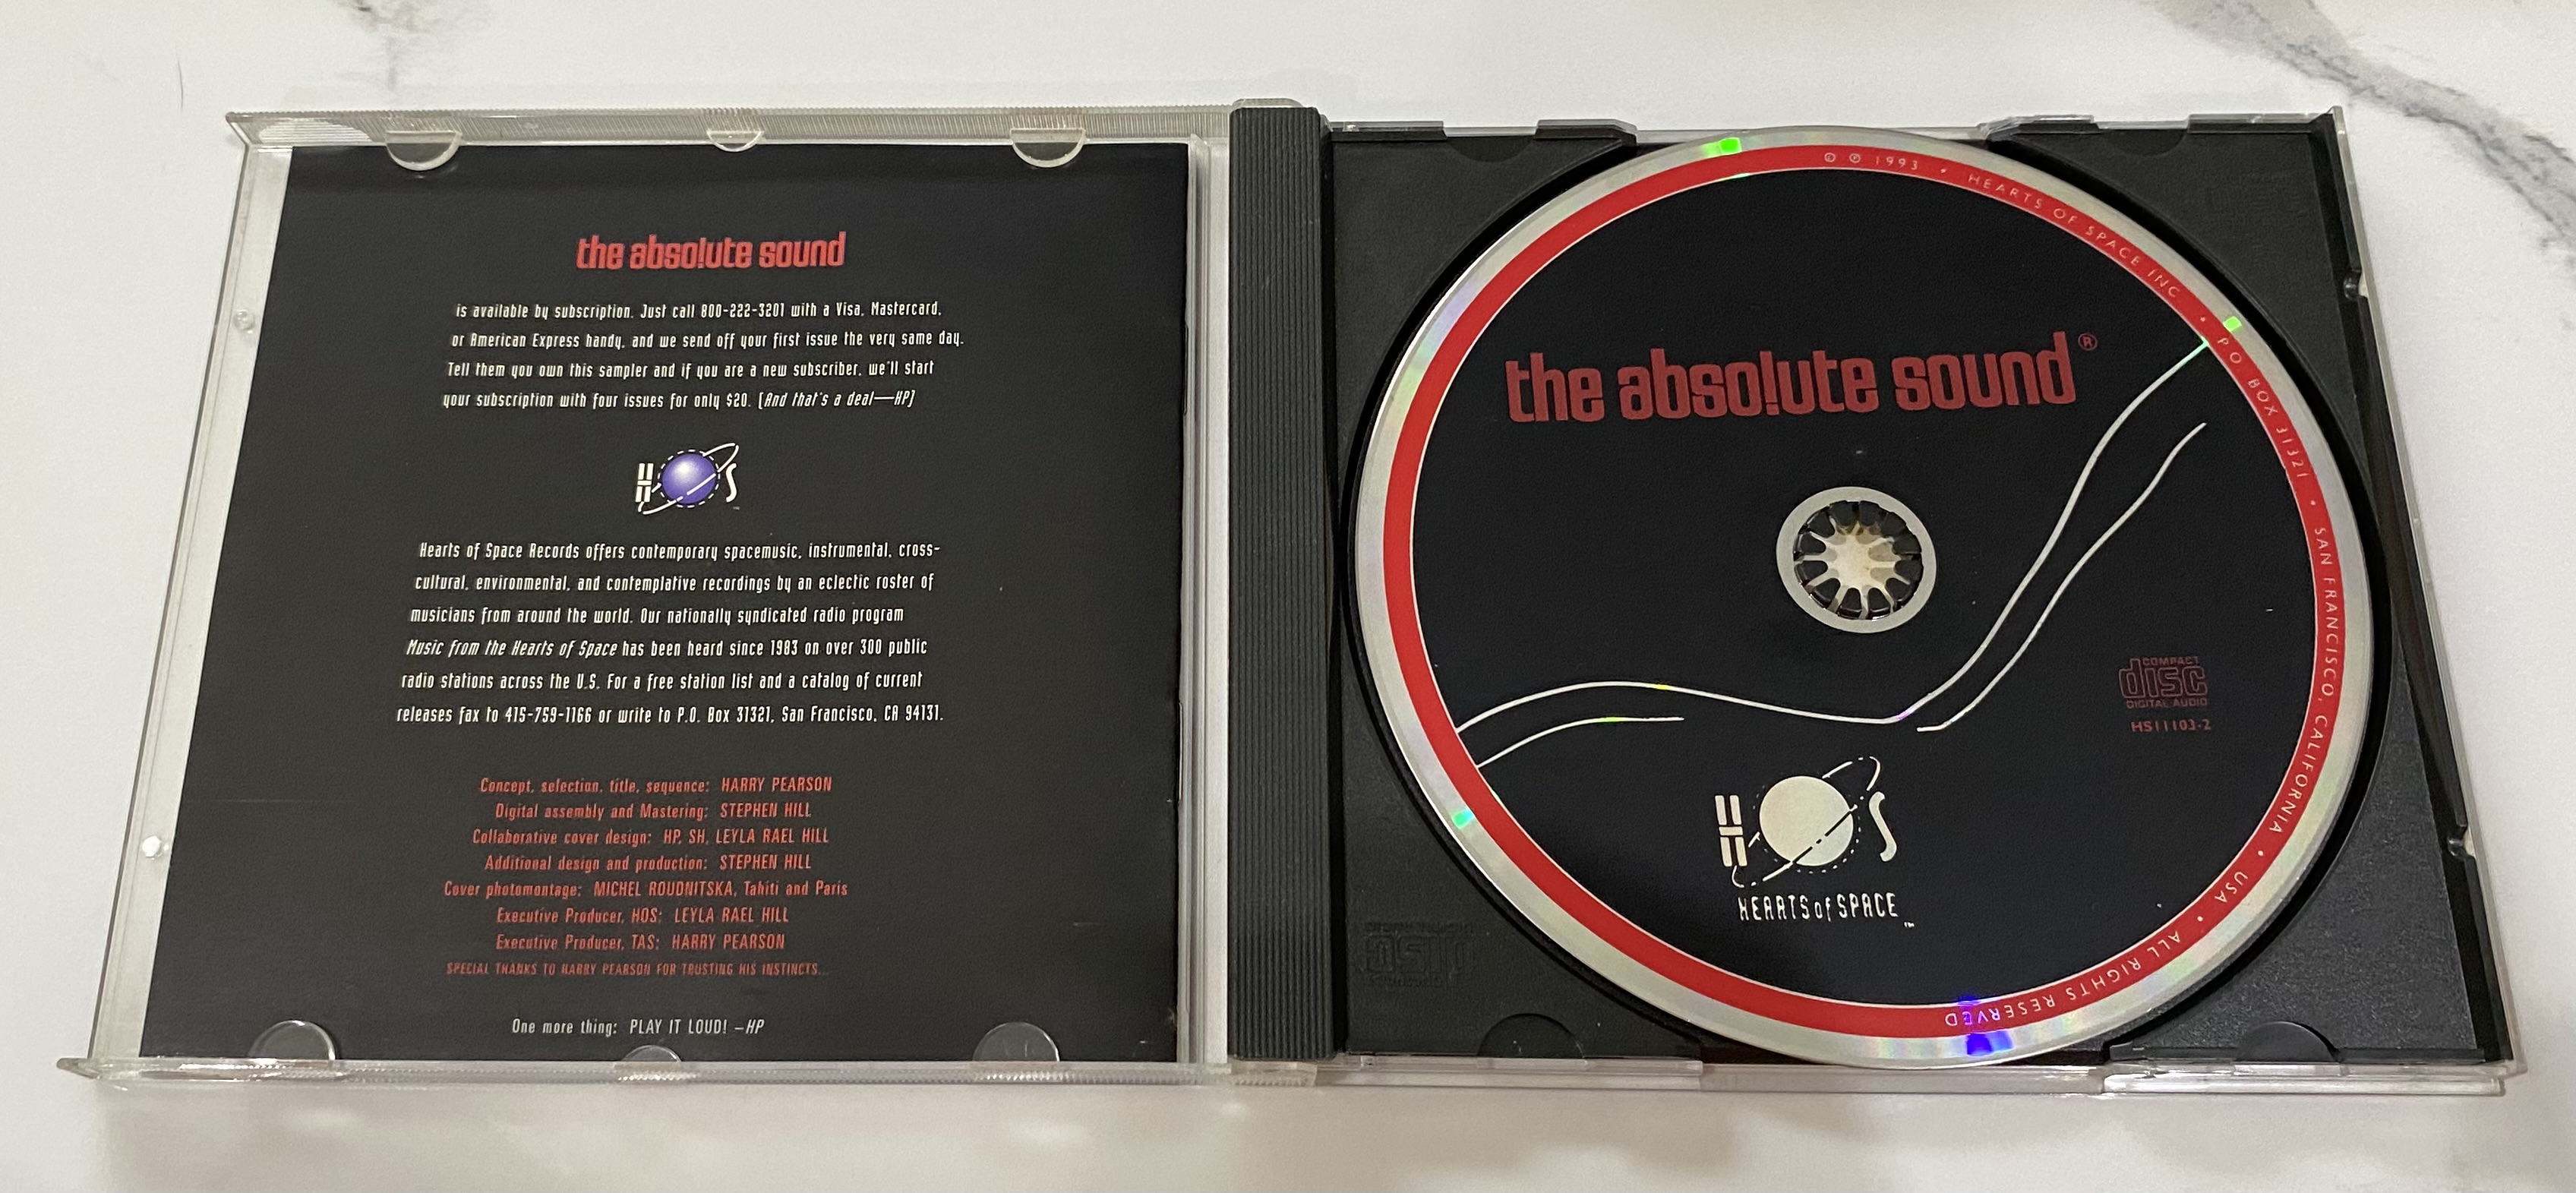 the abso!ute sound
is available by subscription. Just call 800-222-3201 with a Visa, Mastercard,
or American Express handy, and we send off your first issue the very same day.
Tell them you own this sampler and if you are a new subscriber, we'll start
your subscription with four issues for only $20. [And that's a deal—HP]
HOS
Hearts of Space Records offers contemporary spacemusic, instrumental, cross-
cultural, environmental, and contemplative recordings by an eclectic roster of
musicians from around the world. Our nationally syndicated radio program
Music from the Hearts of Space has been heard since 1983 on over 300 public
radio stations across the U.S. For a free station list and a catalog of current
releases fax to 415-759-1166 or write to P.O. Box 31321, San Francisco, CA 94131.
Concept, selection, title, sequence: HARRY PEARSON
Digital assembly and Mastering: STEPHEN HILL
Collaborative cover design: HP, SH, LEYLA RAEL HILL
Additional design and production: STEPHEN HILL
Cover photomontage: MICHEL ROUDNITSKA, Tahiti and Paris
Executive Producer, HOS: LEYLA RAEL HILL
Executive Producer, TAS: HARRY PEARSON
SPECIAL THANKS TO HARRY PEARSON FOR TRUSTING HIS INSTINCTS...
One more thing: PLAY IT LOUD! –HP
© ℗ 1993 • HEARTS OF SPACE INC • P O BOX 31321 • SAN FRANCISCO, CALIFORNIA • USA • ALL RIGHTS RESERVED
the abso!ute sound®
COMPACT
disc
DIGITAL AUDIO
HS11103-2
HOS
HEARTS of SPACE™